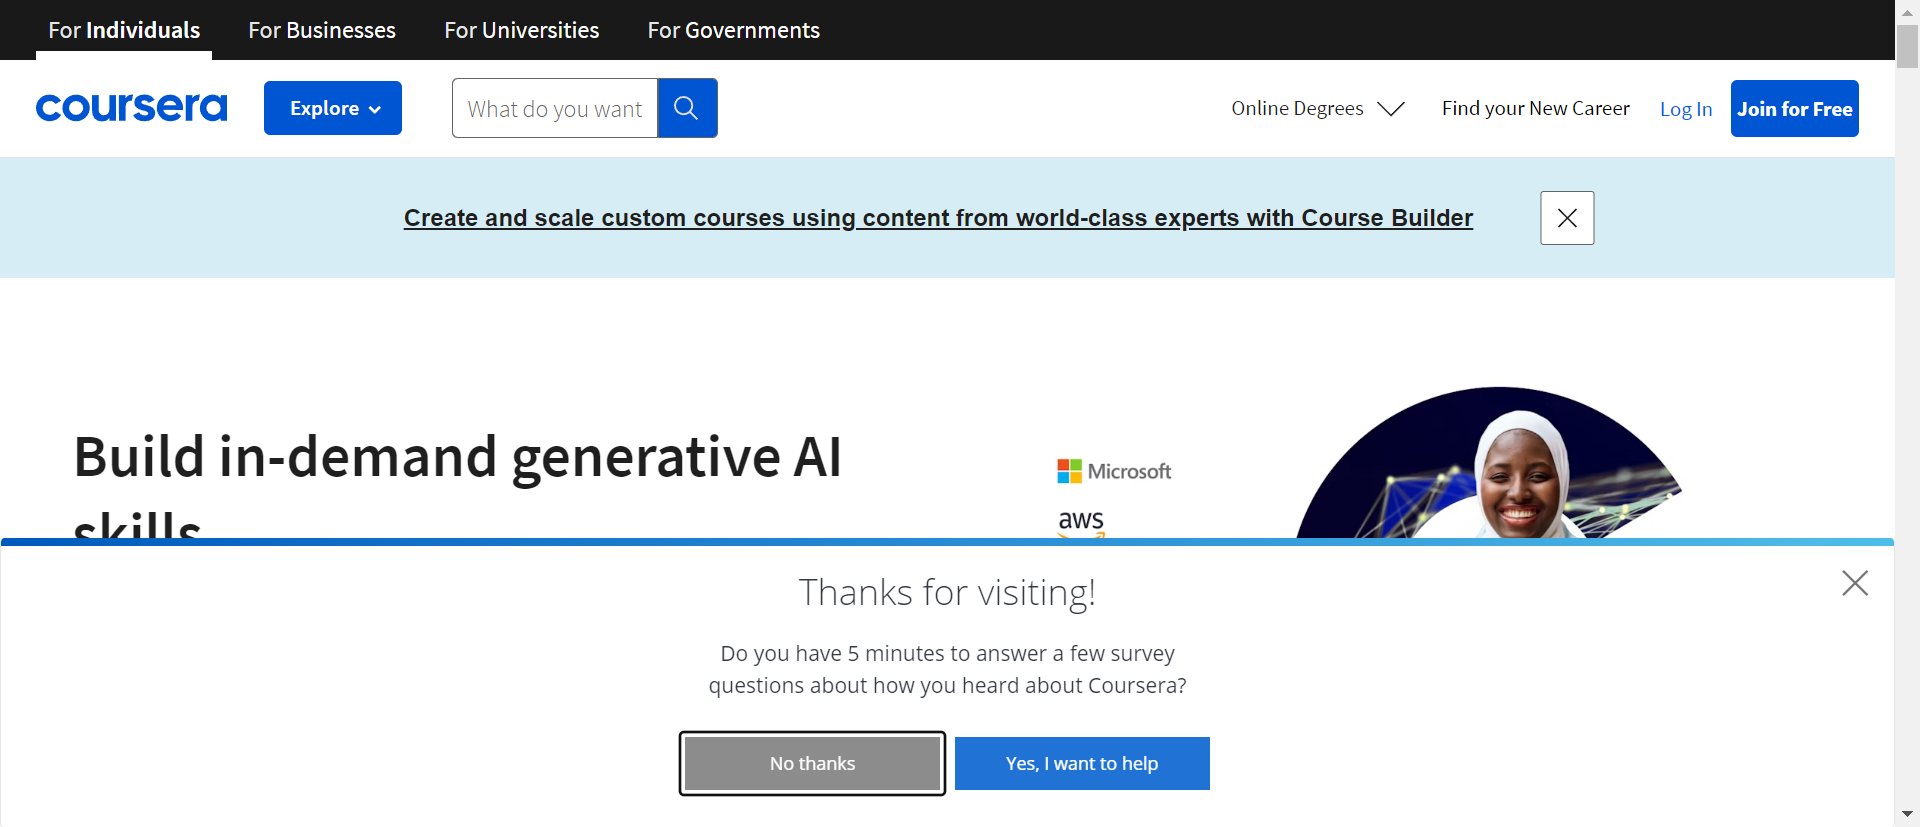 For Individuals For Businesses For Universities For Governments
coursera Explore What do you want Online Degrees Find your New Career Log In Join for Free
Create and scale custom courses using content from world-class experts with Course Builder
Build in-demand generative AI
skills
Microsoft
aws
Thanks for visiting!
Do you have 5 minutes to answer a few survey
questions about how you heard about Coursera?
No thanks Yes, I want to help